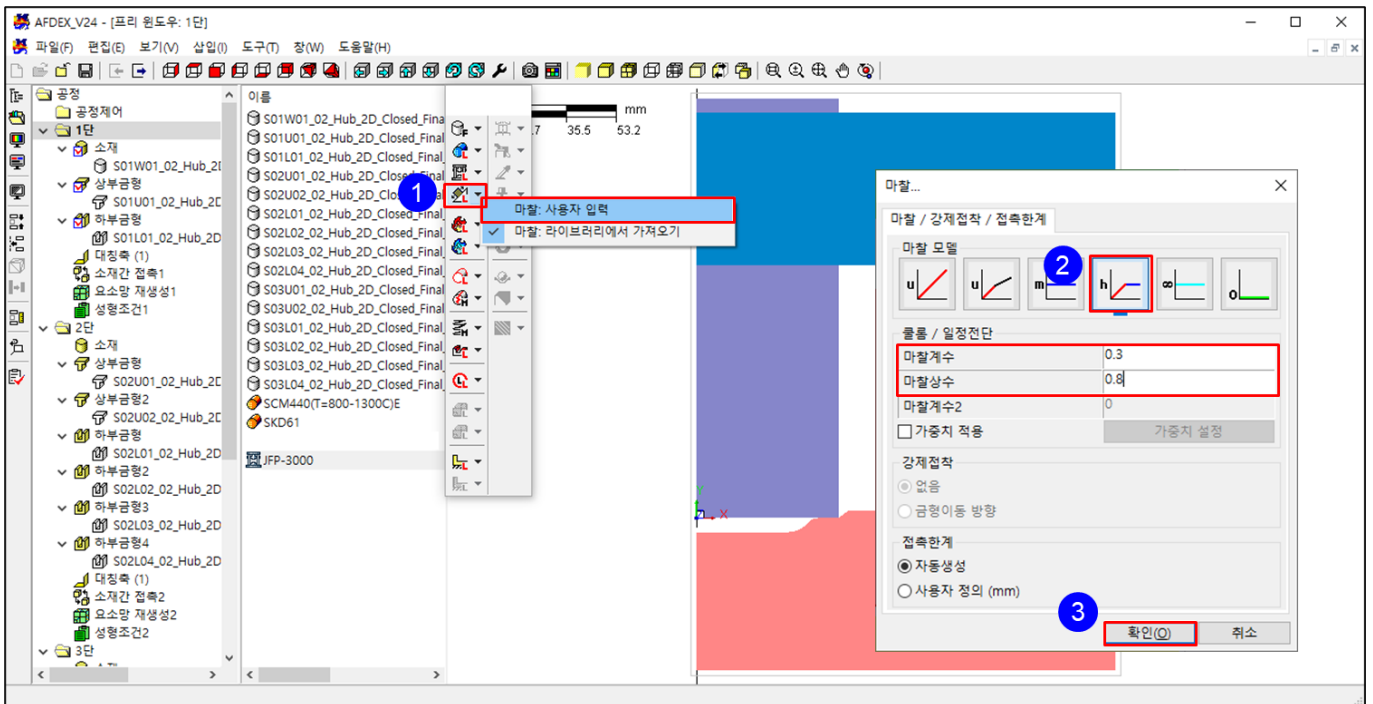 AFDEX_V24 - [프리 윈도우: 1단]
파일(F) 편집(E) 보기(V) 삽입(I) 도구(T) 창(W) 도움말(H)
공정
공정제어
1단
소재
S01W01_02_Hub_2D
상부금형
S01U01_02_Hub_2D
하부금형
S01L01_02_Hub_2D
대칭축 (1)
소재간 접촉1
요소망 재생성1
성형조건1
2단
소재
상부금형
S02U01_02_Hub_2D
상부금형2
S02U02_02_Hub_2D
하부금형
S02L01_02_Hub_2D
하부금형2
S02L02_02_Hub_2D
하부금형3
S02L03_02_Hub_2D
하부금형4
S02L04_02_Hub_2D
대칭축 (1)
소재간 접촉2
요소망 재생성2
성형조건2
3단
이름
S01W01_02_Hub_2D_Closed_Fina
S01U01_02_Hub_2D_Closed_Final
S01L01_02_Hub_2D_Closed_Final
S02U01_02_Hub_2D_Closed_Final
S02U02_02_Hub_2D_Clo
S02L01_02_Hub_2D_Closed_Final
S02L02_02_Hub_2D_Closed_Final
S02L03_02_Hub_2D_Closed_Final
S02L04_02_Hub_2D_Closed_Final
S03U01_02_Hub_2D_Closed_Final
S03U02_02_Hub_2D_Closed_Final
S03L01_02_Hub_2D_Closed_Final
S03L02_02_Hub_2D_Closed_Final
S03L03_02_Hub_2D_Closed_Final
S03L04_02_Hub_2D_Closed_Final
SCM440(T=800-1300C)E
SKD61
JFP-3000
1
마찰: 사용자 입력
마찰: 라이브러리에서 가져오기
mm
.7 35.5 53.2
Y
Z X
마찰...
마찰 / 강제접착 / 접촉한계
마찰 모델
2
u u m h ∞ 0
쿨롬 / 일정전단
마찰계수 0.3
마찰상수 0.8
마찰계수2 0
가중치 적용 가중치 설정
강제접착
없음
금형이동 방향
접촉한계
자동생성
사용자 정의 (mm)
3
확인(O) 취소